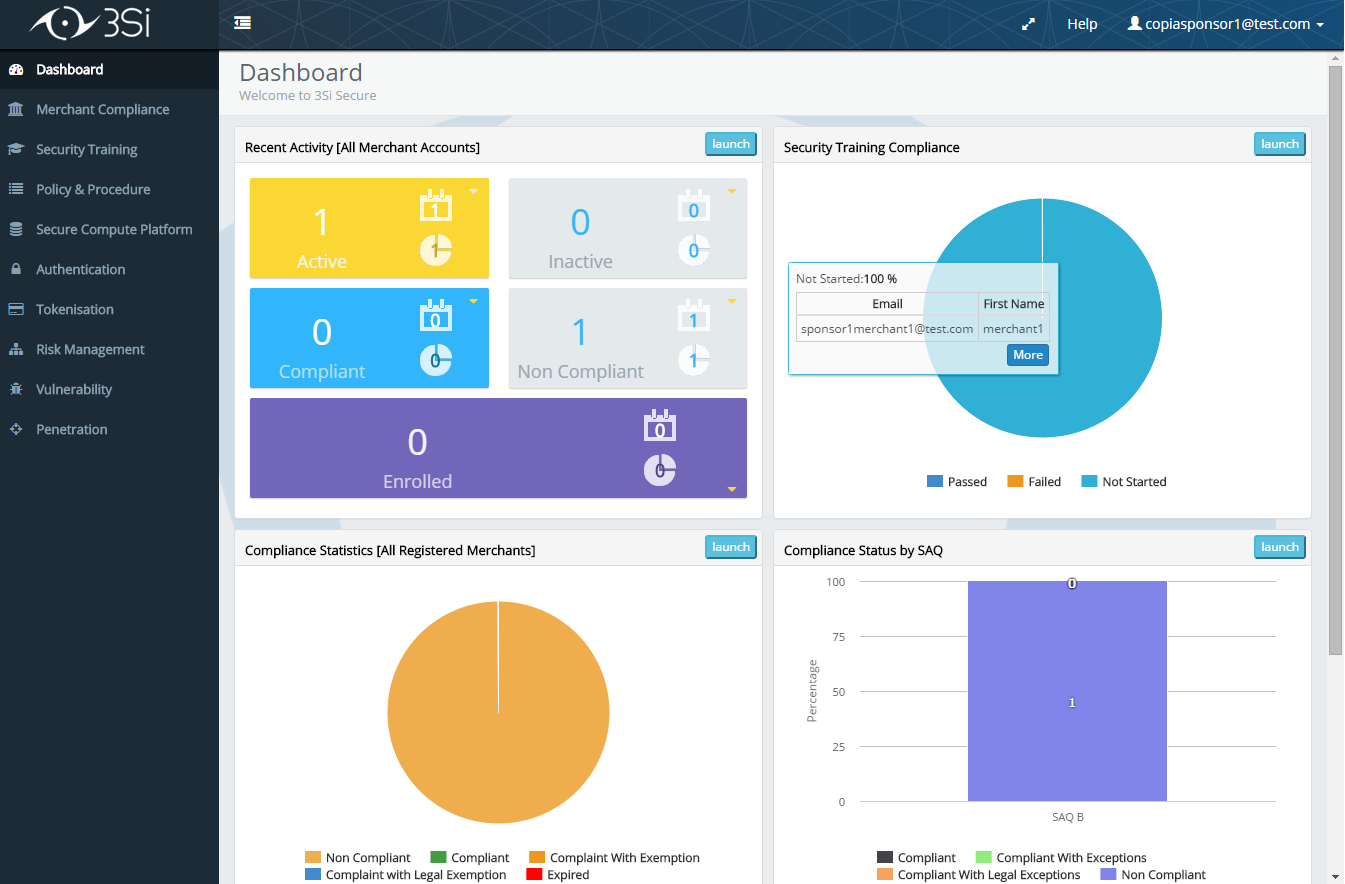 3Si
Help
copiasponsor1@test.com
Dashboard
Merchant Compliance
Security Training
Policy & Procedure
Secure Compute Platform
Authentication
Tokenisation
Risk Management
Vulnerability
Penetration
Dashboard
Welcome to 3Si Secure
Recent Activity [All Merchant Accounts]
launch
1
Active
1
1
0
Inactive
0
0
0
Compliant
0
0
1
Non Compliant
1
1
0
Enrolled
0
0
Security Training Compliance
launch
Not Started:100 %
Email First Name
sponsor1merchant1@test.com merchant1
More
Passed Failed Not Started
Compliance Statistics [All Registered Merchants]
launch
Non Compliant Compliant Complaint With Exemption
Complaint with Legal Exemption Expired
Compliance Status by SAQ
launch
Percentage
100
75
50
25
0
0
1
SAQ B
Compliant Compliant With Exceptions
Compliant With Legal Exceptions Non Compliant